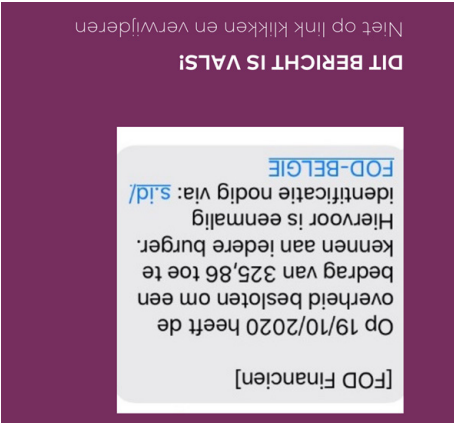 [FOD Financien]
Op 19/10/2020 heeft de
overheid besloten om een
bedrag van 325,86 toe te
kennen aan iedere burger.
Hiervoor is eenmalig
identificatie nodig via: s.id/
FOD-BELGIE
DIT BERICHT IS VALS!
Niet op link klikken en verwijderen